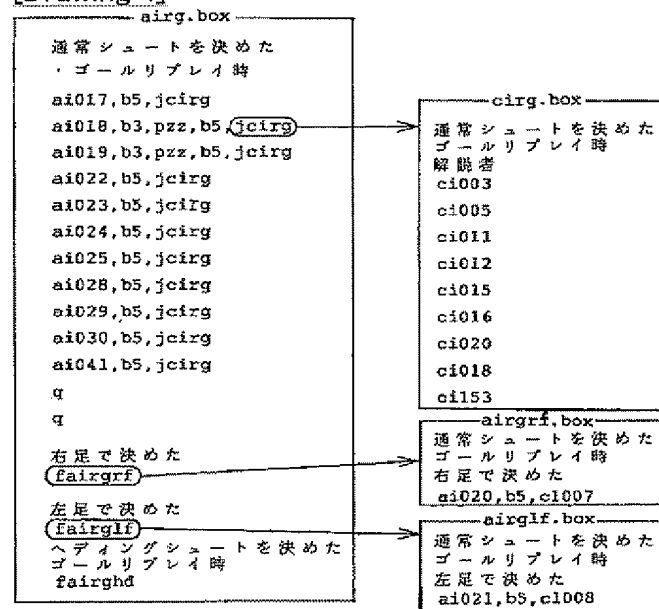 airg.box
通常シュートを決めた
・ゴールリプレイ時
ai017,b5,jcirg
ai018,b3,pzz,b5,jcirg
ai019,b3,pzz,b5,jcirg
ai022,b5,jcirg
ai023,b5,jcirg
ai024,b5,jcirg
ai025,b5,jcirg
ai028,b5,jcirg
ai029,b5,jcirg
ai030,b5,jcirg
ai041,b5,jcirg
q
q
右足で決めた
fairgrf
左足で決めた
fairglf
ヘディングシュートを決めた
ゴールリプレイ時
fairghd
cirg.box
通常シュートを決めた
ゴールリプレイ時
解説者
ci003
ci005
ci011
ci012
ci015
ci016
ci020
ci018
ci153
airgrf.box
通常シュートを決めた
ゴールリプレイ時
右足で決めた
ai020,b5,c1007
airglf.box
通常シュートを決めた
ゴールリプレイ時
左足で決めた
ai021,b5,c1008